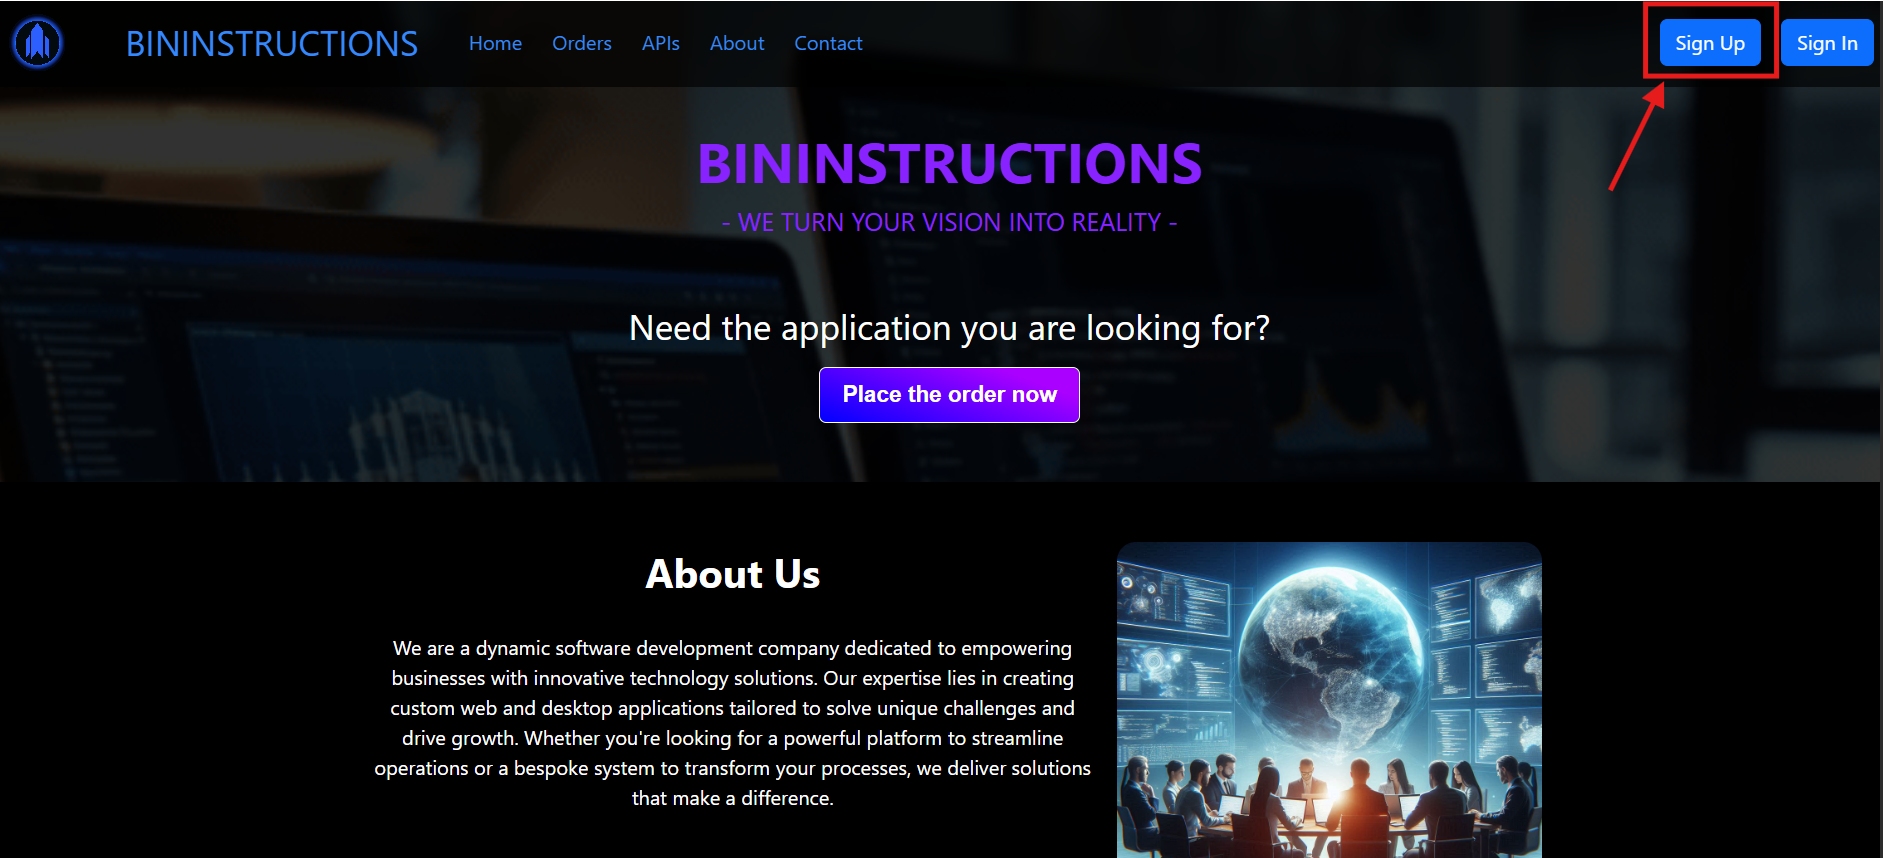 BININSTRUCTIONS
Home
Orders
APIs
About
Contact
Sign Up
Sign In
BININSTRUCTIONS
- WE TURN YOUR VISION INTO REALITY -
Need the application you are looking for?
Place the order now
About Us
We are a dynamic software development company dedicated to empowering
businesses with innovative technology solutions. Our expertise lies in creating
custom web and desktop applications tailored to solve unique challenges and
drive growth. Whether you're looking for a powerful platform to streamline
operations or a bespoke system to transform your processes, we deliver solutions
that make a difference.